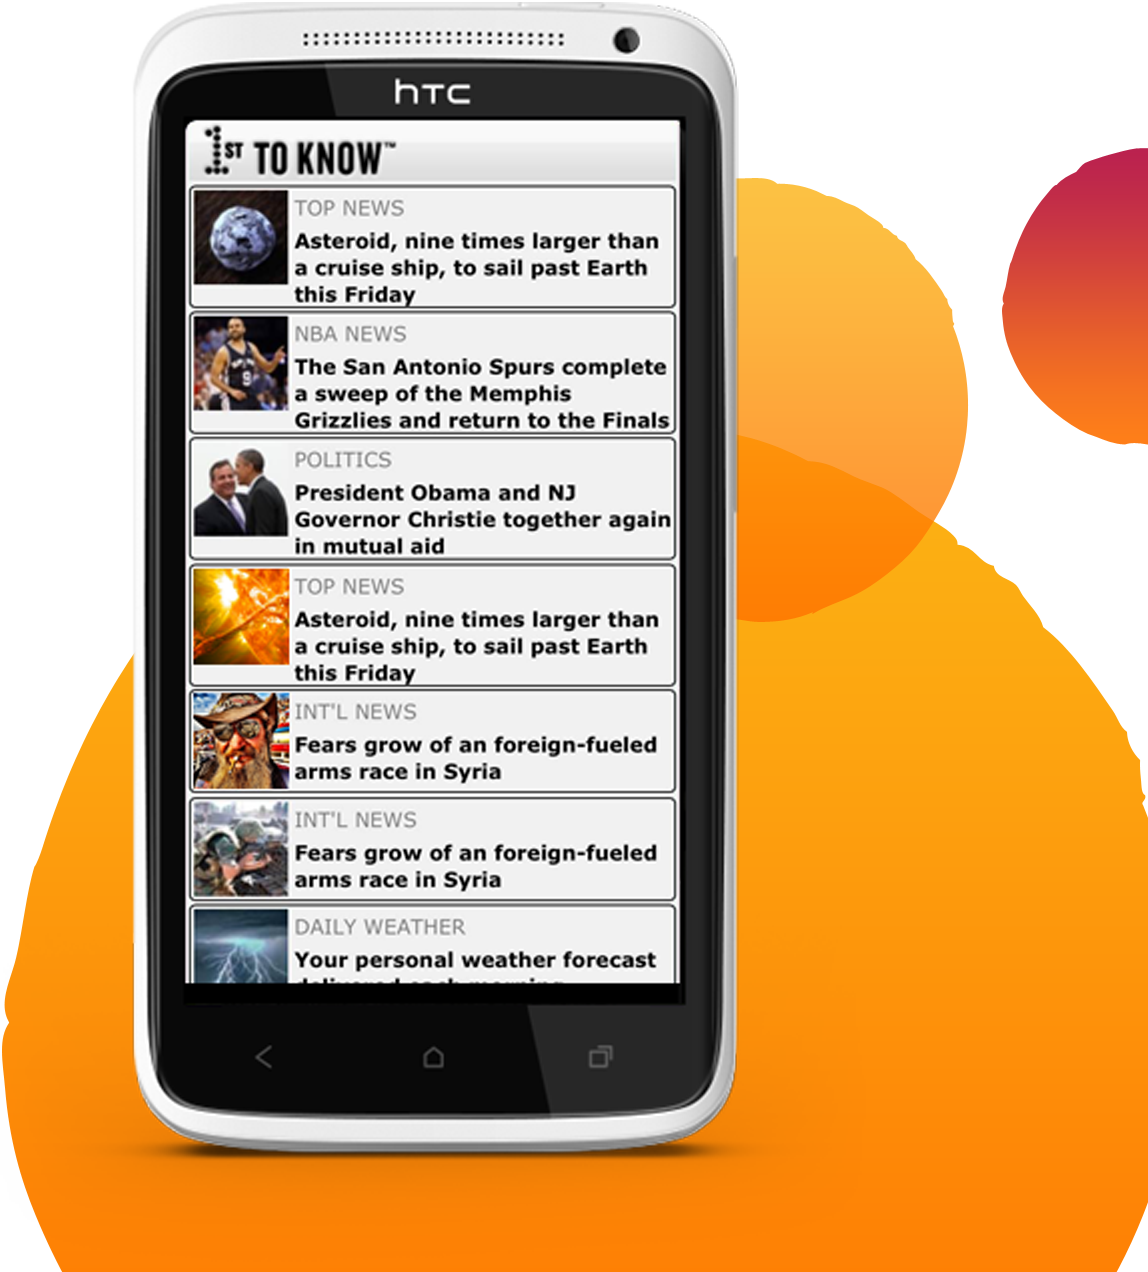 hTC
1ST TO KNOW™
TOP NEWS
Asteroid, nine times larger than
a cruise ship, to sail past Earth
this Friday
NBA NEWS
The San Antonio Spurs complete
a sweep of the Memphis
Grizzlies and return to the Finals
POLITICS
President Obama and NJ
Governor Christie together again
in mutual aid
TOP NEWS
Asteroid, nine times larger than
a cruise ship, to sail past Earth
this Friday
INT'L NEWS
Fears grow of an foreign-fueled
arms race in Syria
INT'L NEWS
Fears grow of an foreign-fueled
arms race in Syria
DAILY WEATHER
Your personal weather forecast
delivered each morning